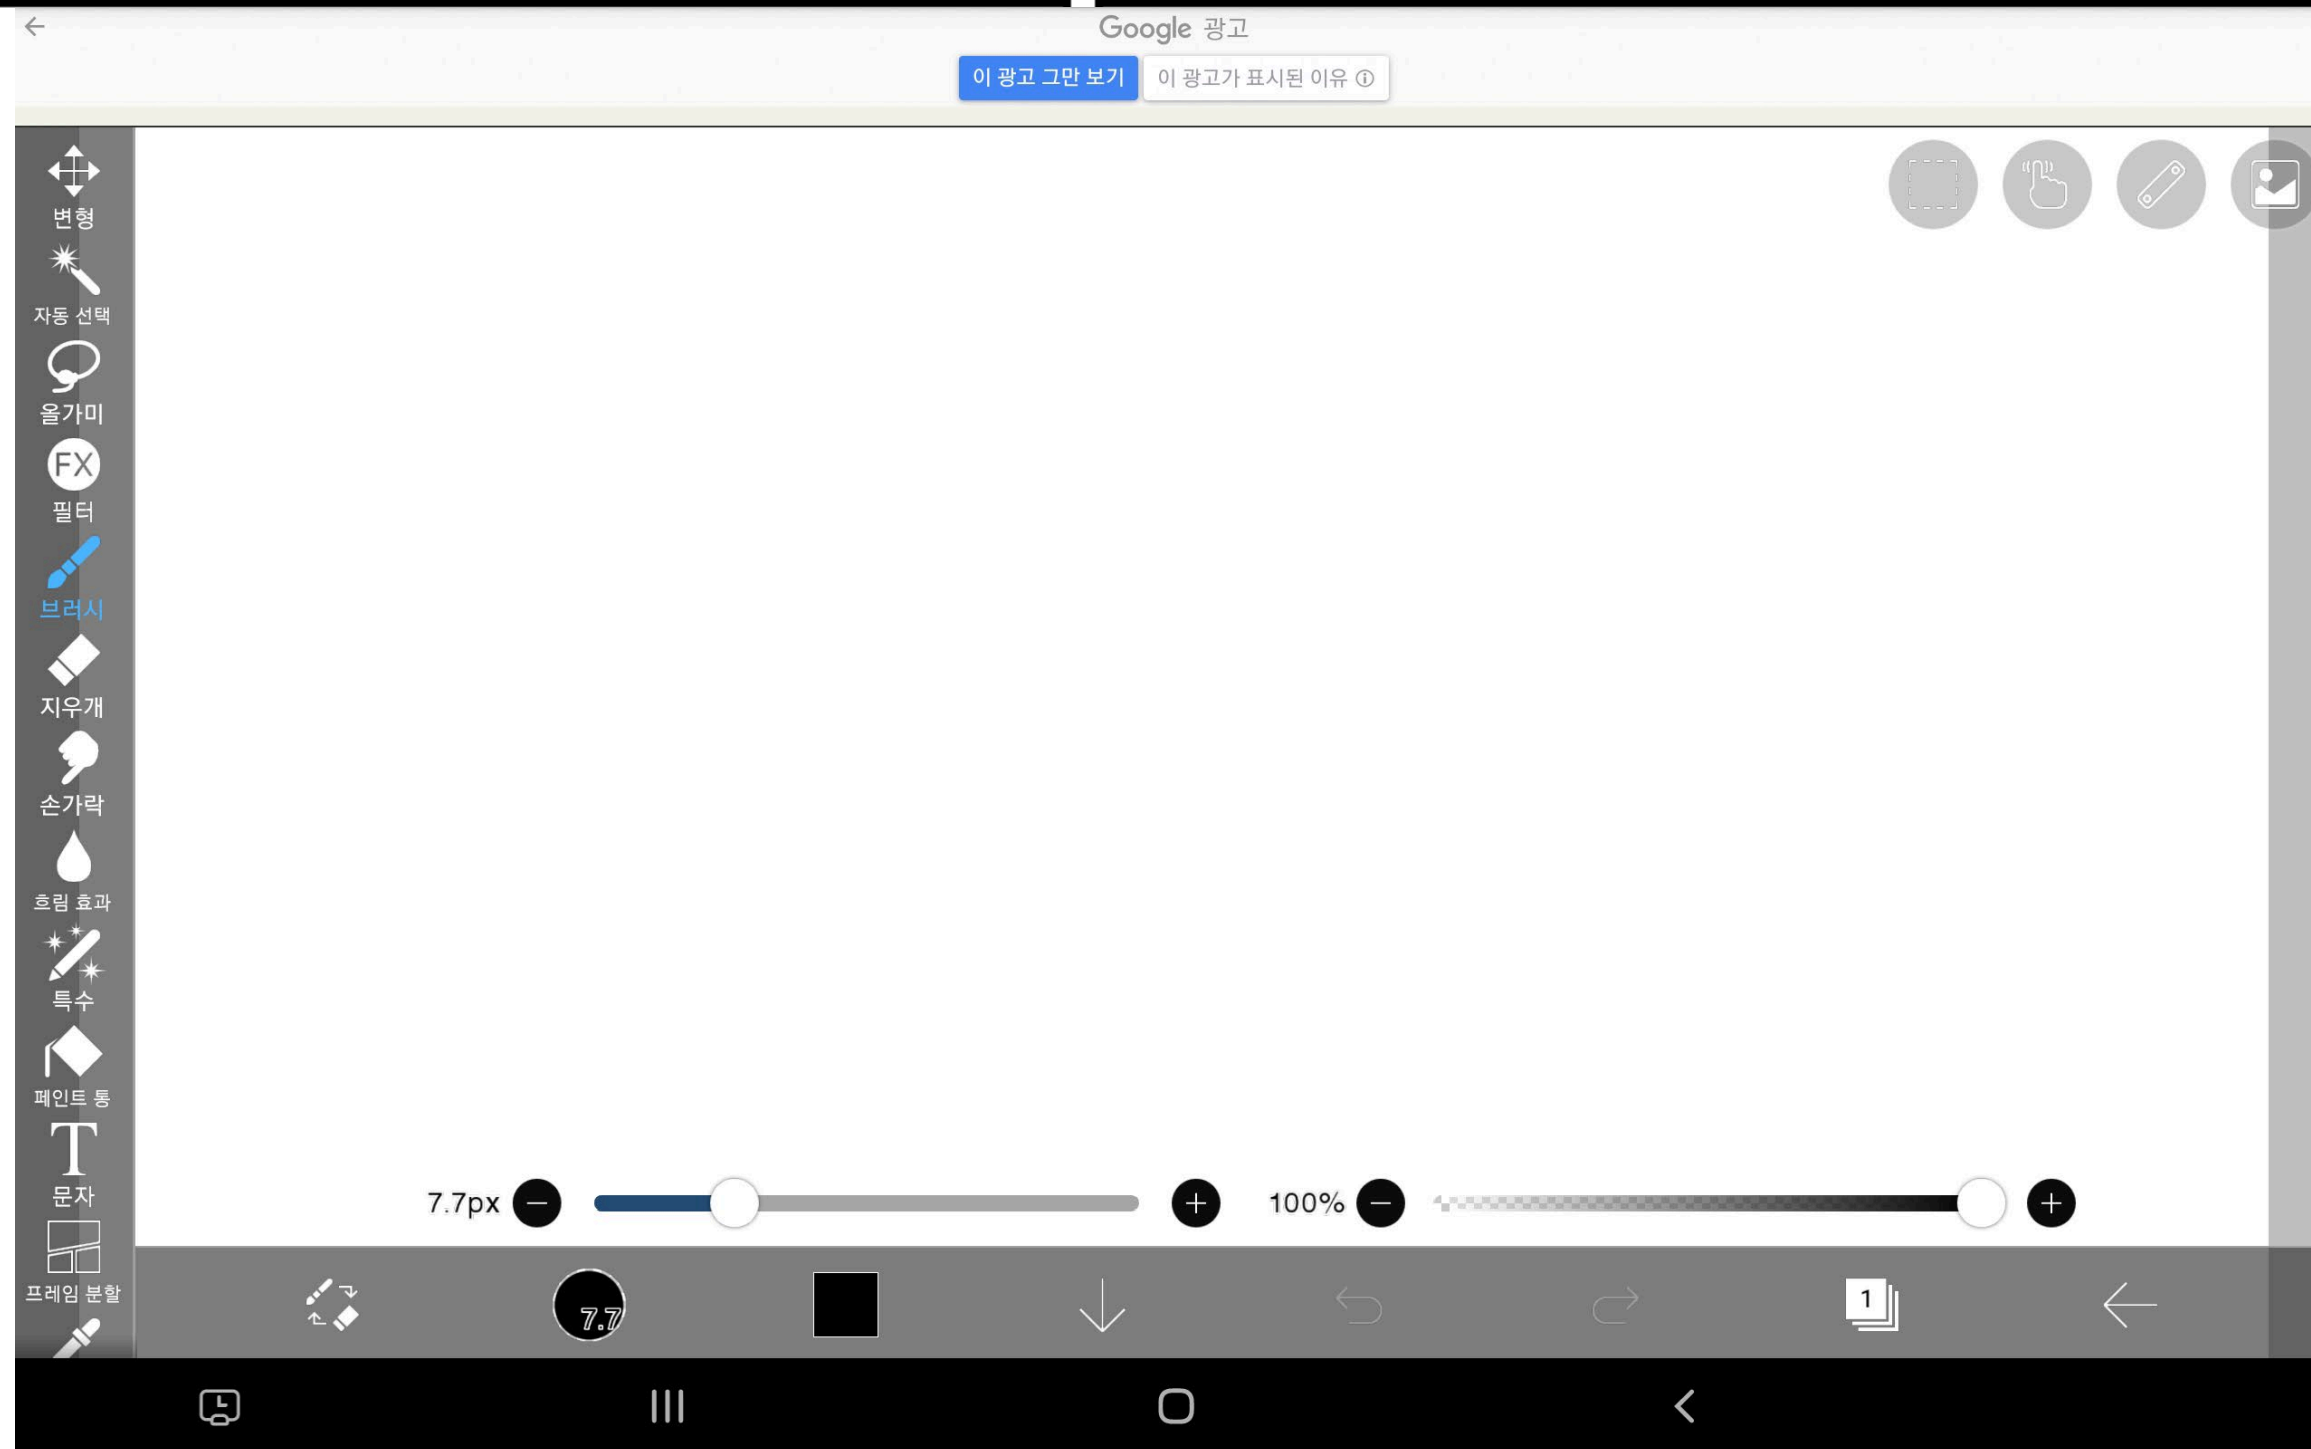 Google 광고
이 광고 그만 보기
이 광고가 표시된 이유
변형
자동 선택
올가미
FX
필터
브러시
지우개
손가락
흐림 효과
특수
페인트 통
T
문자
프레임 분할
7.7px
100%
7.7
1